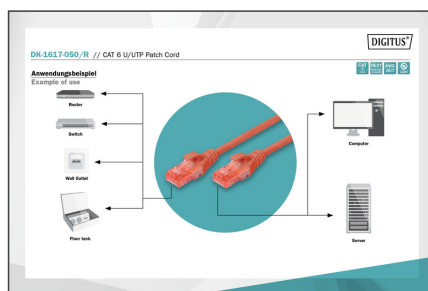 DIGITUS®
DK-1617-050/R // CAT 6 U/UTP Patch Cord
Anwendungsbeispiel
Example of use
Router
Switch
Wall Outlet
Floor tank
Computer
Server